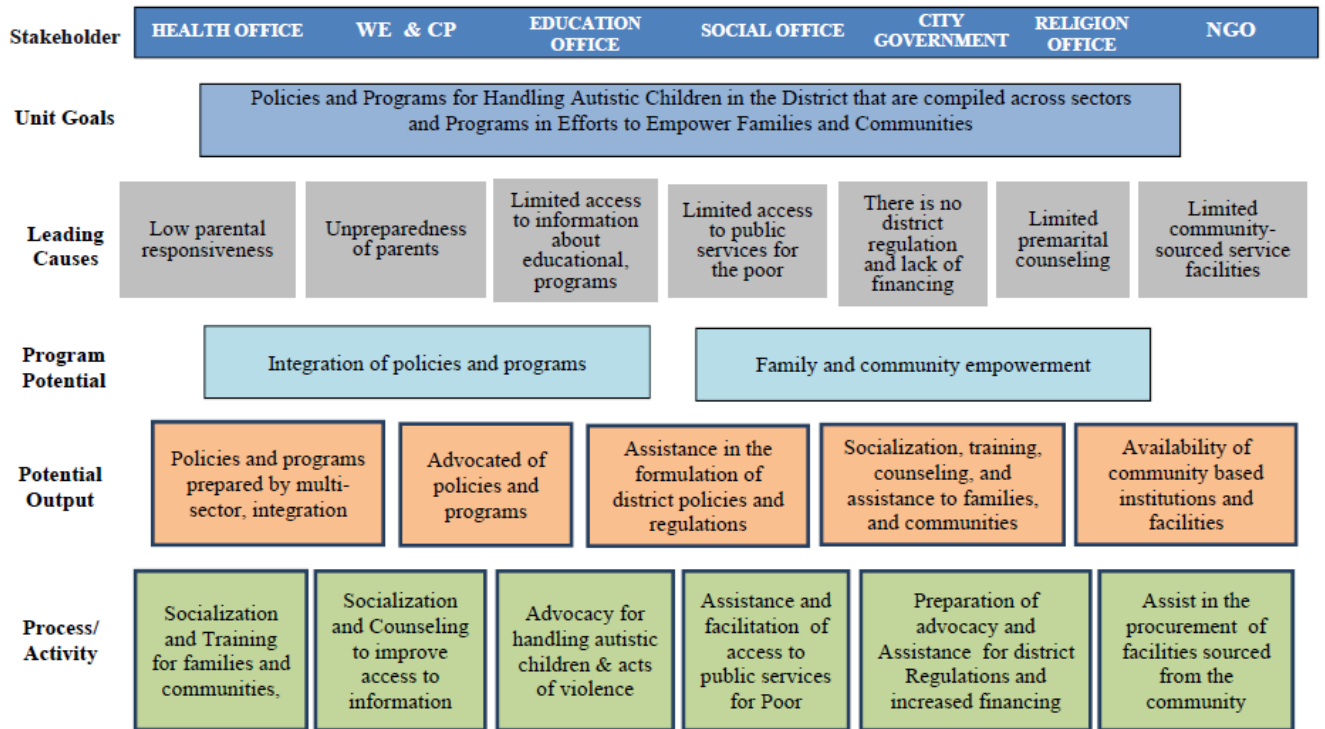 Stakeholder
HEALTH OFFICE
WE & CP
EDUCATION
OFFICE
SOCIAL OFFICE
CITY
GOVERNMENT
RELIGION
OFFICE
NGO
Unit Goals
Policies and Programs for Handling Autistic Children in the District that are compiled across sectors
and Programs in Efforts to Empower Families and Communities
Leading
Causes
Low parental
responsiveness
Unpreparedness
of parents
Limited access
to information
about
educational,
programs
Limited access
to public
services for
the poor
There is no
district
regulation
and lack of
financing
Limited
premarital
counseling
Limited
community-
sourced service
facilities
Program
Potential
Integration of policies and programs
Family and community empowerment
Potential
Output
Policies and programs
prepared by multi-
sector, integration
Advocated of
policies and
programs
Assistance in the
formulation of
district policies and
regulations
Socialization, training,
counseling, and
assistance to families,
and communities
Availability of
community based
institutions and
facilities
Process/
Activity
Socialization
and Training
for families and
communities,
Socialization
and Counseling
to improve
access to
information
Advocacy for
handling autistic
children & acts
of violence
Assistance and
facilitation of
access to
public services
for Poor
Preparation of
advocacy and
Assistance for district
Regulations and
increased financing
Assist in the
procurement of
facilities sourced
from the
community